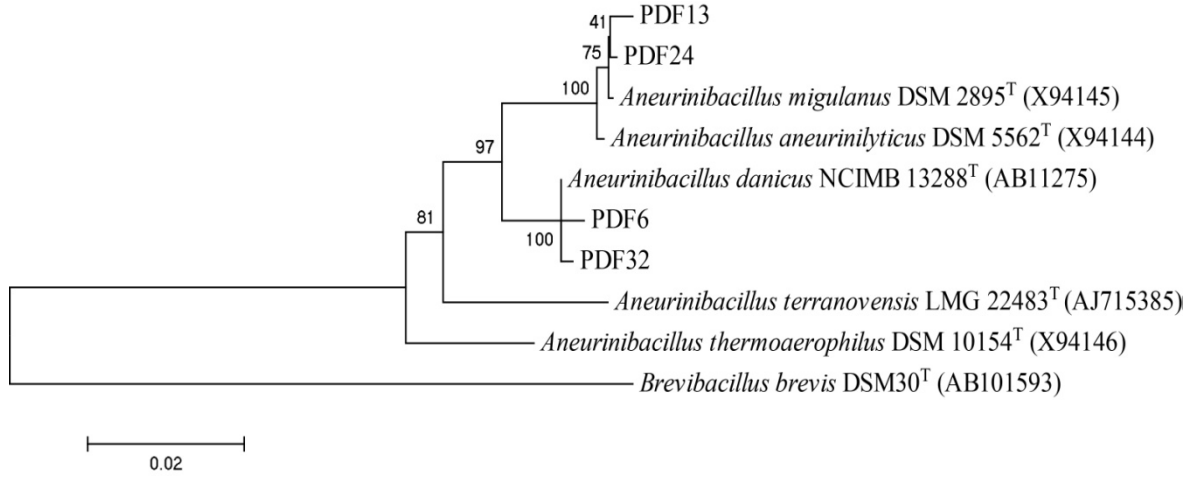 41
PDF13
75
PDF24
100
Aneurinibacillus migulanus DSM 2895ᵀ (X94145)
Aneurinibacillus aneurinilyticus DSM 5562ᵀ (X94144)
97
Aneurinibacillus danicus NCIMB 13288ᵀ (AB11275)
81
PDF6
100
PDF32
Aneurinibacillus terranovensis LMG 22483ᵀ (AJ715385)
Aneurinibacillus thermoaerophilus DSM 10154ᵀ (X94146)
Brevibacillus brevis DSM30ᵀ (AB101593)
0.02